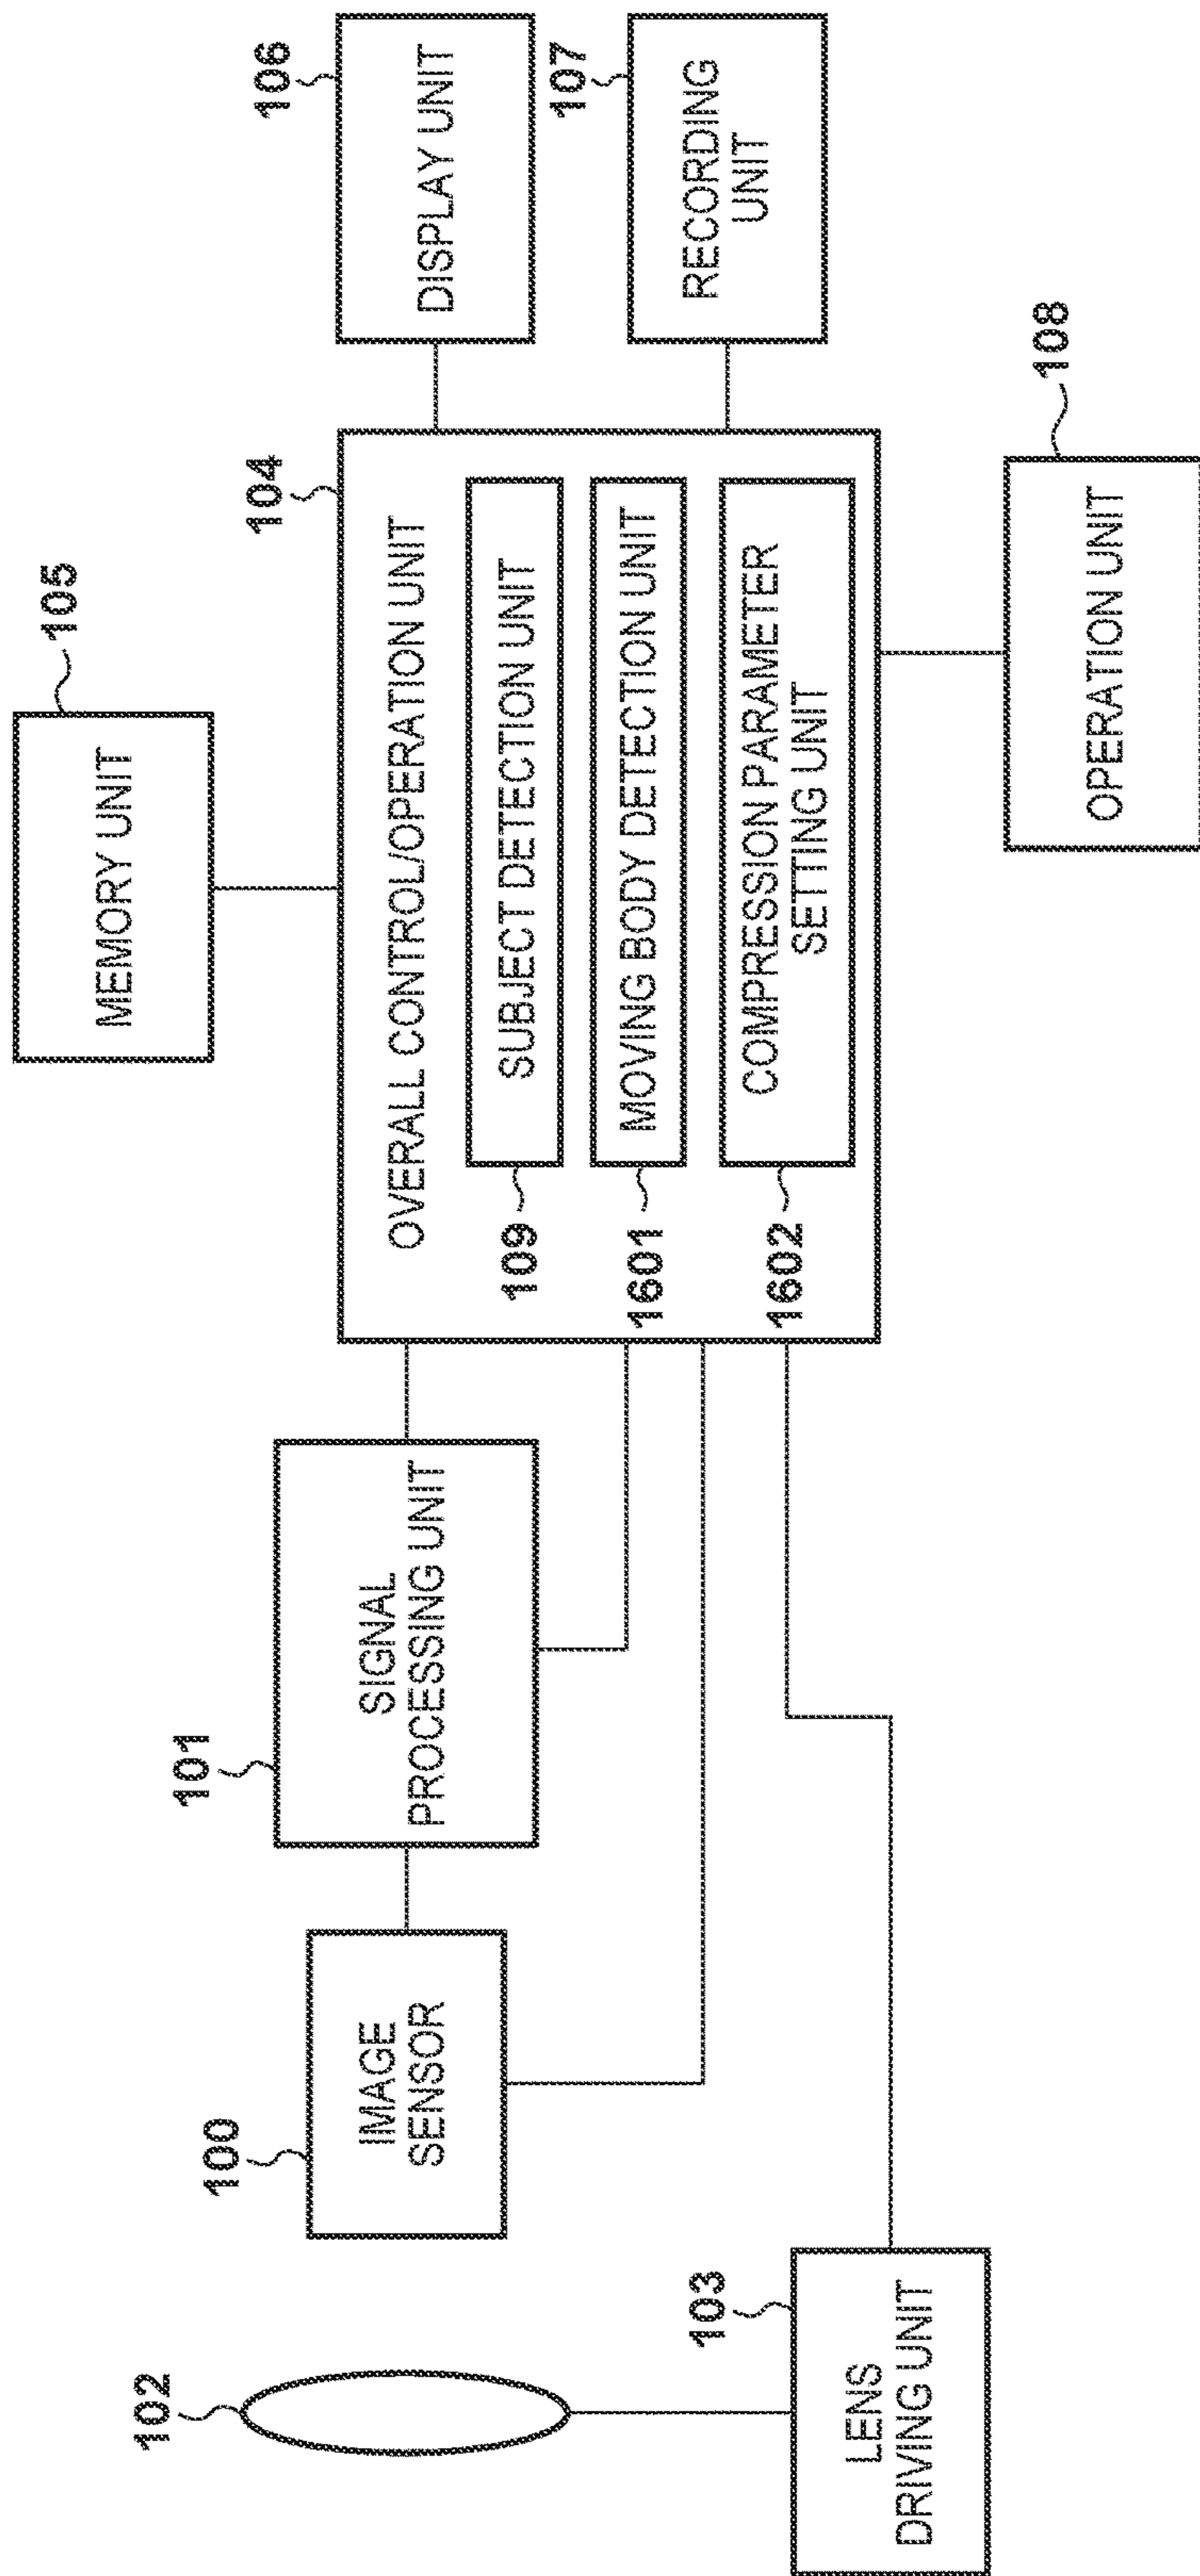 102
LENS
DRIVING UNIT
103
100
IMAGE
SENSOR
101
SIGNAL
PROCESSING UNIT
105
MEMORY UNIT
104
OVERALL CONTROL/OPERATION UNIT
109
SUBJECT DETECTION UNIT
1601
MOVING BODY DETECTION UNIT
1602
COMPRESSION PARAMETER
SETTING UNIT
106
DISPLAY UNIT
107
RECORDING
UNIT
108
OPERATION UNIT